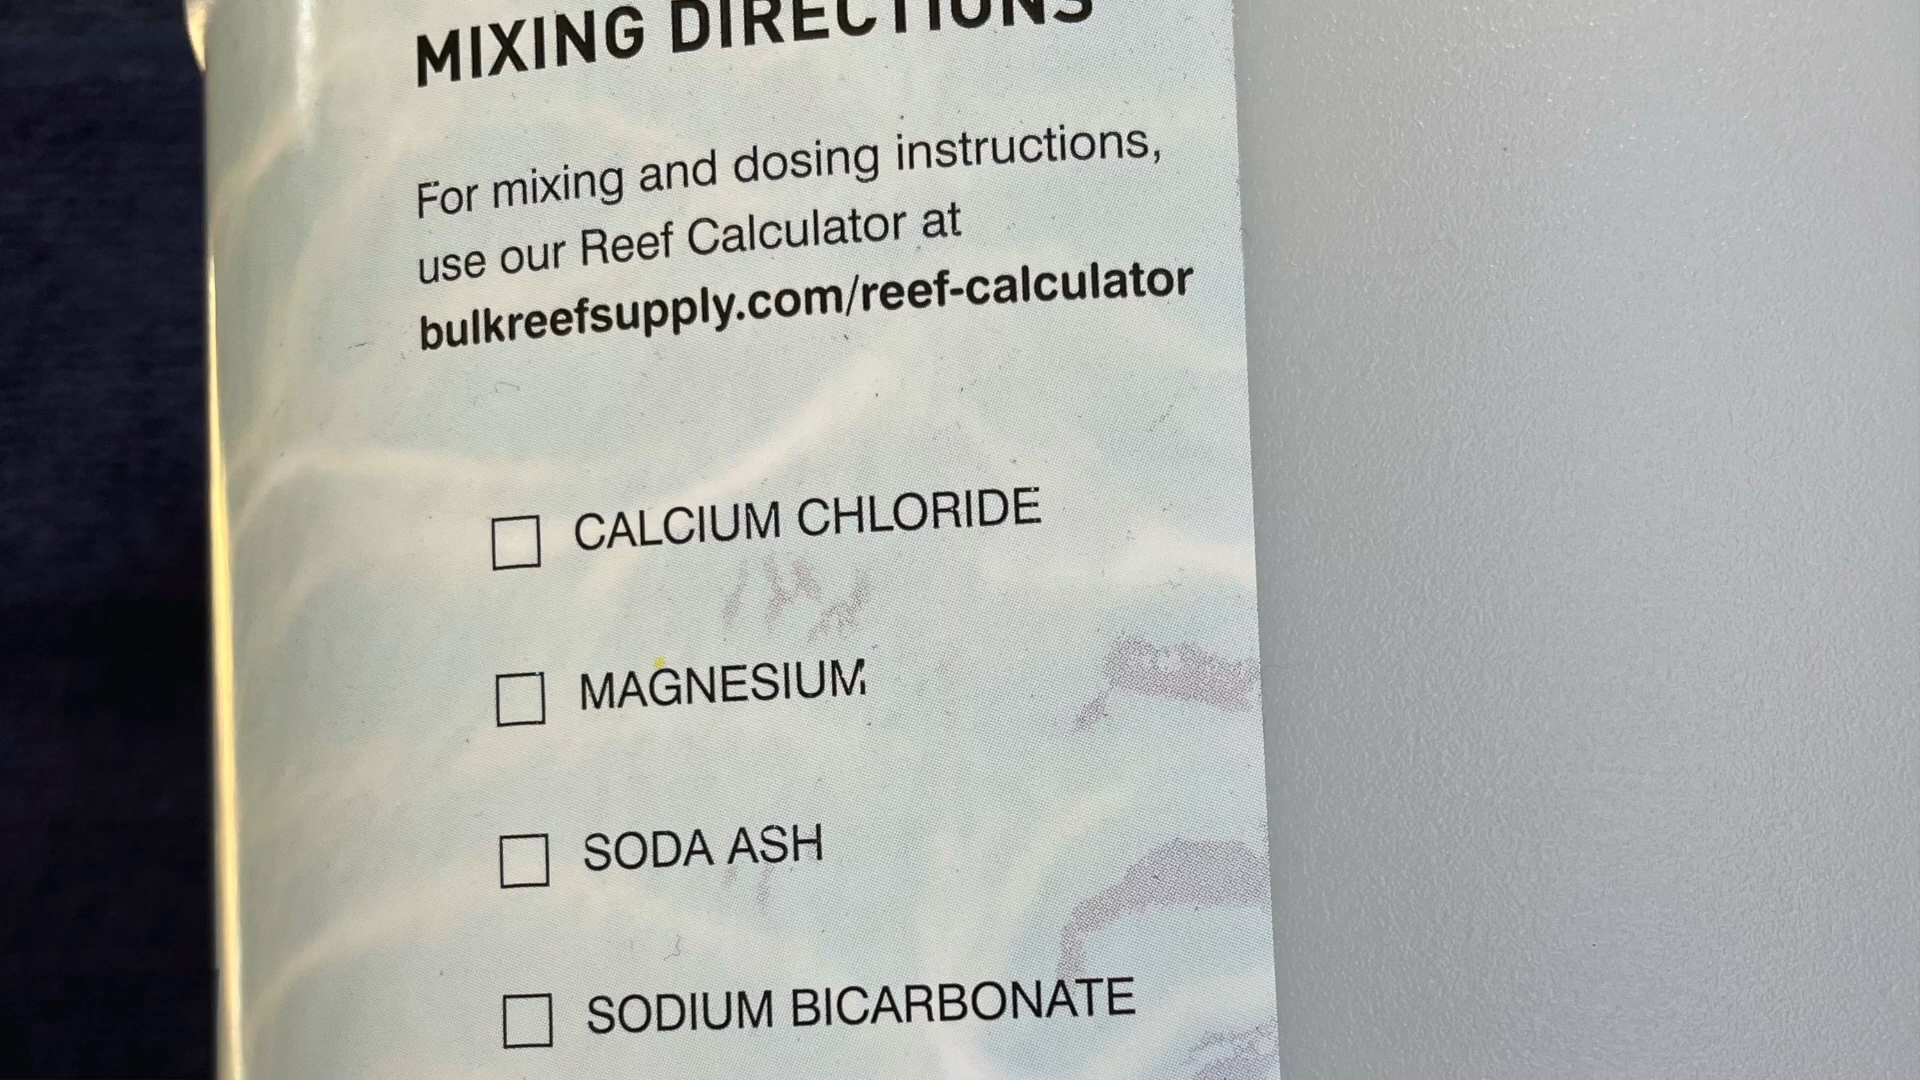 MIXING DIRECTIONS
For mixing and dosing instructions,
use our Reef Calculator at
bulkreefsupply.com/reef-calculator
CALCIUM CHLORIDE
MAGNESIUM
SODA ASH
SODIUM BICARBONATE